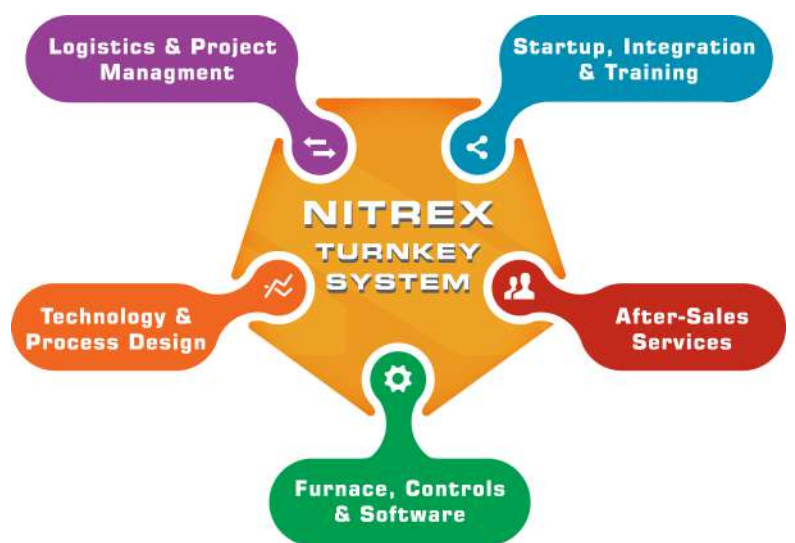 Logistics & Project
Managment
Startup, Integration
& Training
NITREX
TURNKEY
SYSTEM
Technology &
Process Design
After-Sales
Services
Furnace, Controls
& Software